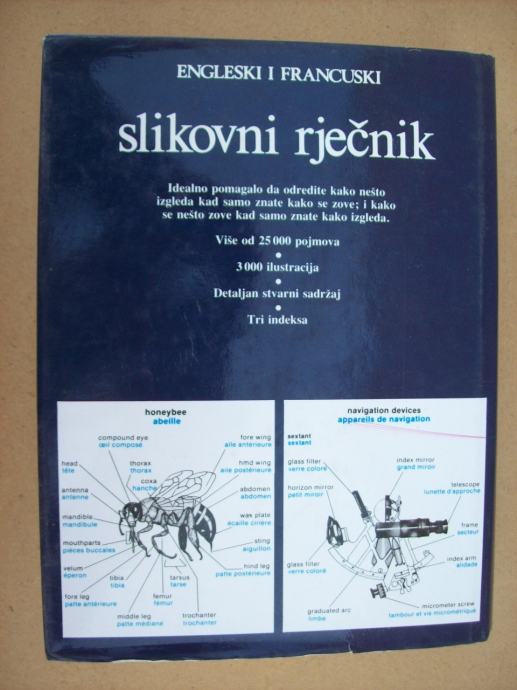 ENGLESKI I FRANCUSKI
slikovni rječnik
Idealno pomagalo da odredite kako nešto
izgleda kad samo znate kako se zove; i kako
se nešto zove kad samo znate kako izgleda.
Više od 25 000 pojmova
3 000 ilustracija
Detaljan stvarni sadržaj
Tri indeksa
honeybee
abeille
compound eye
œil composé
fore wing
aile antérieure
head
tête
thorax
thorax
hind wing
aile postérieure
coxa
hanche
antenna
antenne
abdomen
abdomen
mandible
mandibule
wax plate
écaille cirière
mouthparts
pièces buccales
sting
aiguillon
velum
éperon
hind leg
patte postérieure
tibia
tibia
tarsus
tarse
fore leg
patte antérieure
femur
fémur
middle leg
patte médiane
trochanter
trochanter
navigation devices
appareils de navigation
sextant
sextant
glass filter
verre coloré
index mirror
grand miroir
horizon mirror
petit miroir
telescope
lunette d'approche
frame
secteur
glass filter
verre coloré
index arm
alidade
graduated arc
limbe
micrometer screw
tambour et vis micrométrique